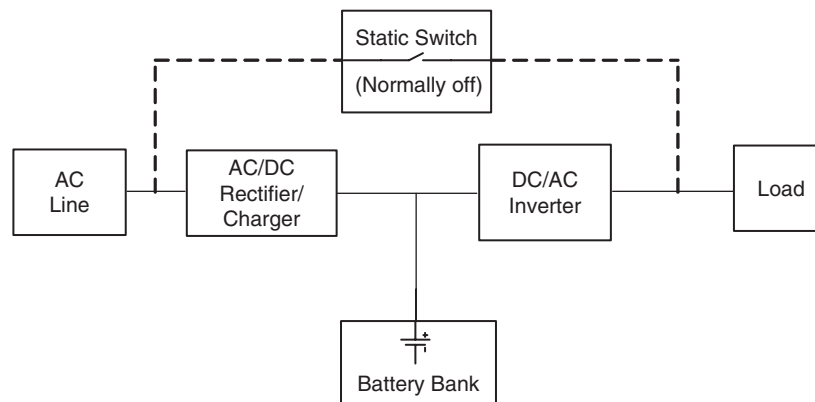 Static Switch
(Normally off)
AC
Line
AC/DC
Rectifier/
Charger
DC/AC
Inverter
Load
+
Battery Bank